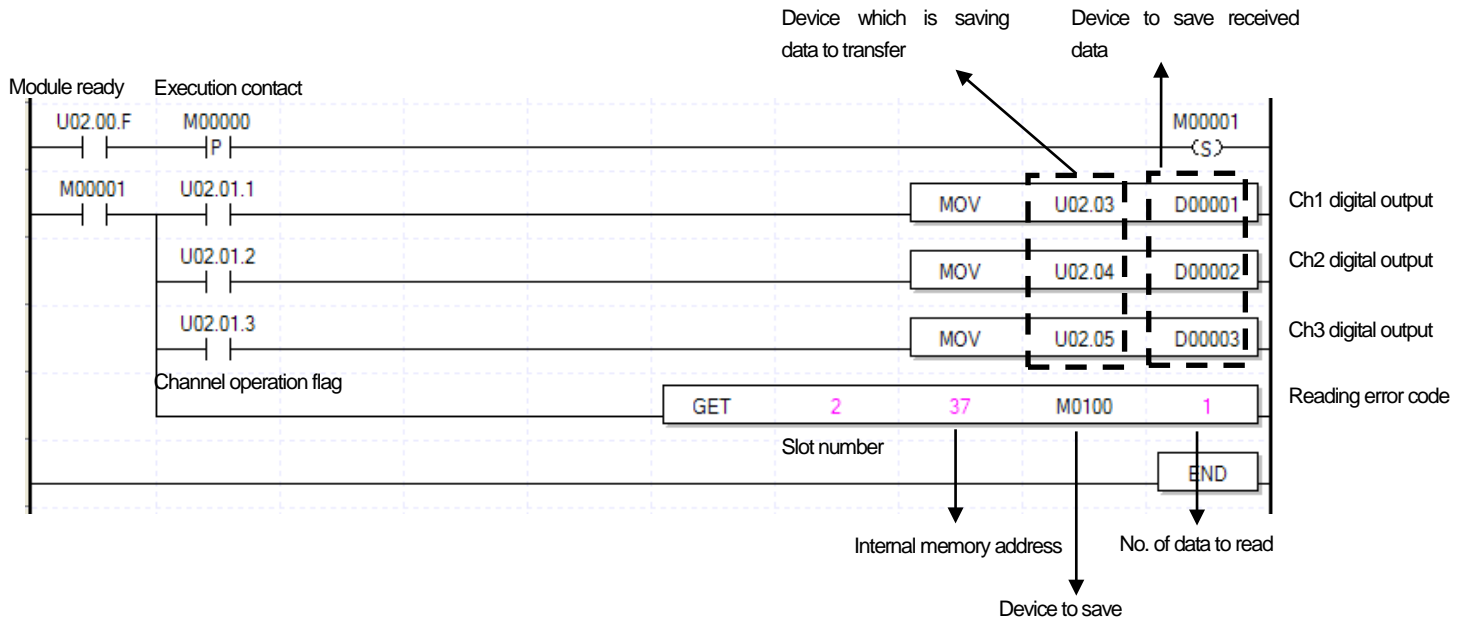 Device which is saving
data to transfer
Device to save received
data
Module ready
Execution contact
U02.00.F
M00000
P
M00001
S
M00001
U02.01.1
MOV U02.03 D00001
Ch1 digital output
U02.01.2
MOV U02.04 D00002
Ch2 digital output
U02.01.3
MOV U02.05 D00003
Ch3 digital output
Channel operation flag
GET 2 37 M0100 1
Reading error code
Slot number
END
Internal memory address
No. of data to read
Device to save